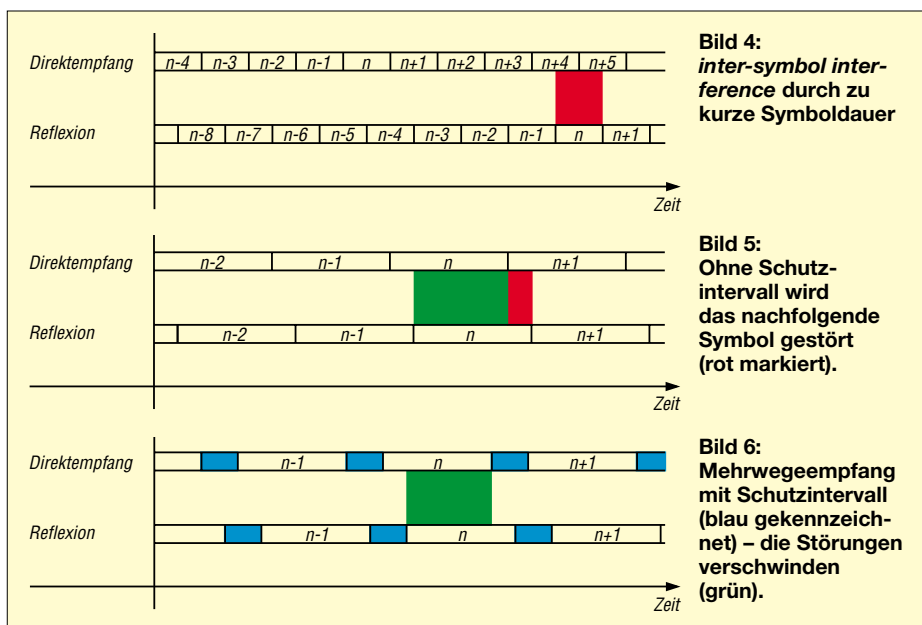 Direktempfang
n-4 n-3 n-2 n-1 n n+1 n+2 n+3 n+4 n+5
Reflexion
n-8 n-7 n-6 n-5 n-4 n-3 n-2 n-1 n n+1
Zeit
Bild 4:
inter-symbol inter-
ference durch zu
kurze Symboldauer
Direktempfang
n-2 n-1 n n+1
Reflexion
n-2 n-1 n n+1
Zeit
Bild 5:
Ohne Schutz-
intervall wird
das nachfolgende
Symbol gestört
(rot markiert).
Direktempfang
n-1 n n+1
Reflexion
n-1 n n+1
Zeit
Bild 6:
Mehrwegeempfang
mit Schutzintervall
(blau gekennzeich-
net) – die Störungen
verschwinden
(grün).